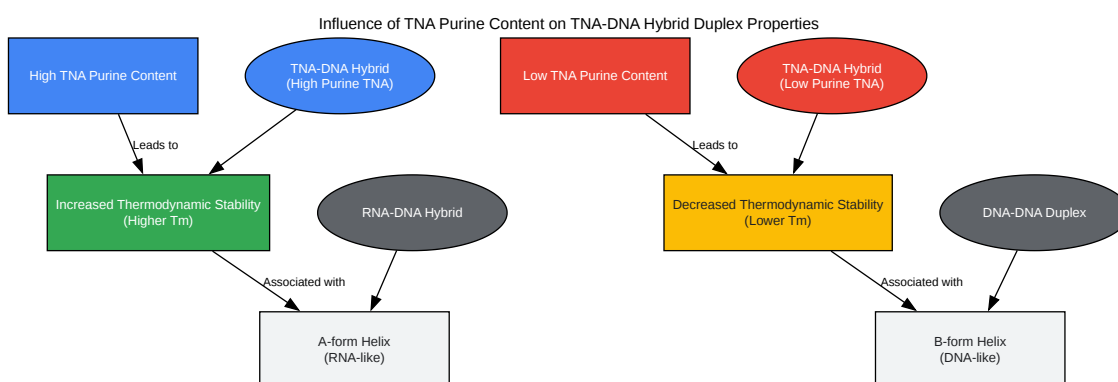 Influence of TNA Purine Content on TNA-DNA Hybrid Duplex Properties
High TNA Purine Content
TNA-DNA Hybrid
(High Purine TNA)
Low TNA Purine Content
TNA-DNA Hybrid
(Low Purine TNA)
Leads to
Leads to
Increased Thermodynamic Stability
(Higher Tm)
RNA-DNA Hybrid
Decreased Thermodynamic Stability
(Lower Tm)
DNA-DNA Duplex
Associated with
Associated with
A-form Helix
(RNA-like)
B-form Helix
(DNA-like)